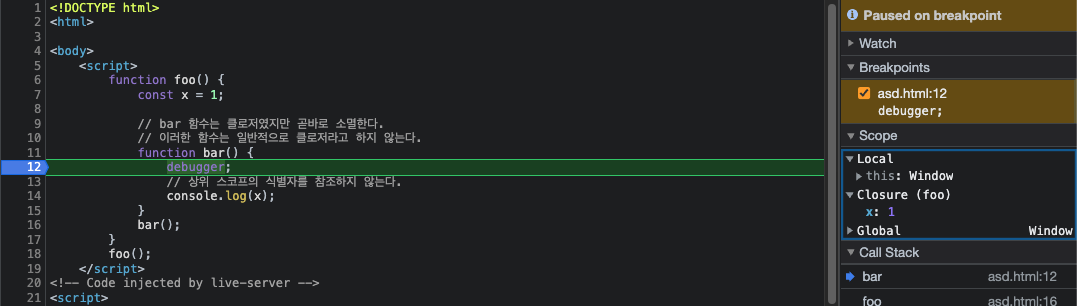 1 <!DOCTYPE html>
2 <html>
3
4 <body>
5 <script>
6 function foo() {
7 const x = 1;
8
9 // bar 함수는 클로저였지만 곧바로 소멸한다.
10 // 이러한 함수는 일반적으로 클로저라고 하지 않는다.
11 function bar() {
12 debugger;
13 // 상위 스코프의 식별자를 참조하지 않는다.
14 console.log(x);
15 }
16 bar();
17 }
18 foo();
19 </script>
20 <!-- Code injected by live-server -->
21 <script>
Paused on breakpoint
Watch
Breakpoints
asd.html:12
debugger;
Scope
Local
this: Window
Closure (foo)
x: 1
Global Window
Call Stack
bar asd.html:12
foo asd.html:16